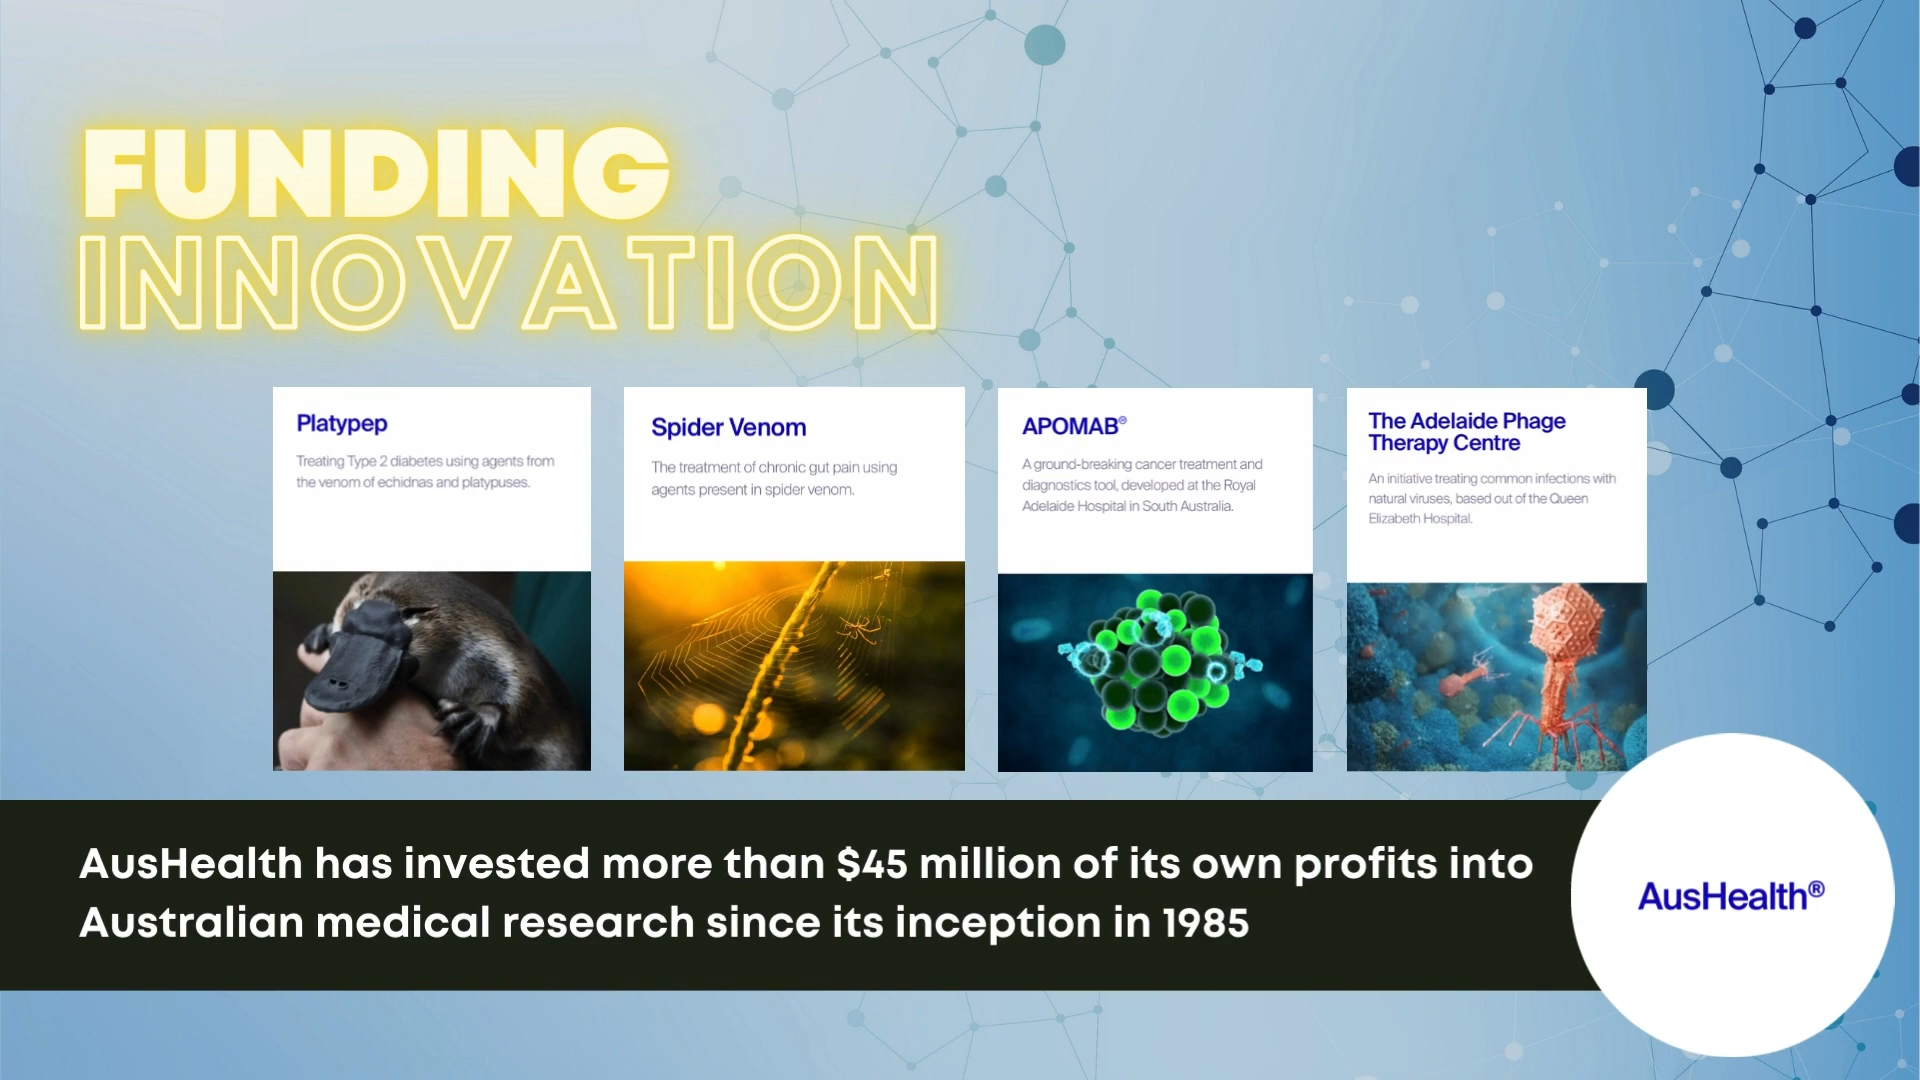 FUNDING
INNOVATION
Platypep
Treating Type 2 diabetes using agents from
the venom of echidnas and platypuses.
Spider Venom
The treatment of chronic gut pain using
agents present in spider venom.
APOMAB®
A ground-breaking cancer treatment and
diagnostics tool, developed at the Royal
Adelaide Hospital in South Australia.
The Adelaide Phage
Therapy Centre
An initiative treating common infections with
natural viruses, based out of the Queen
Elizabeth Hospital.
AusHealth has invested more than $45 million of its own profits into
Australian medical research since its inception in 1985
AusHealth®